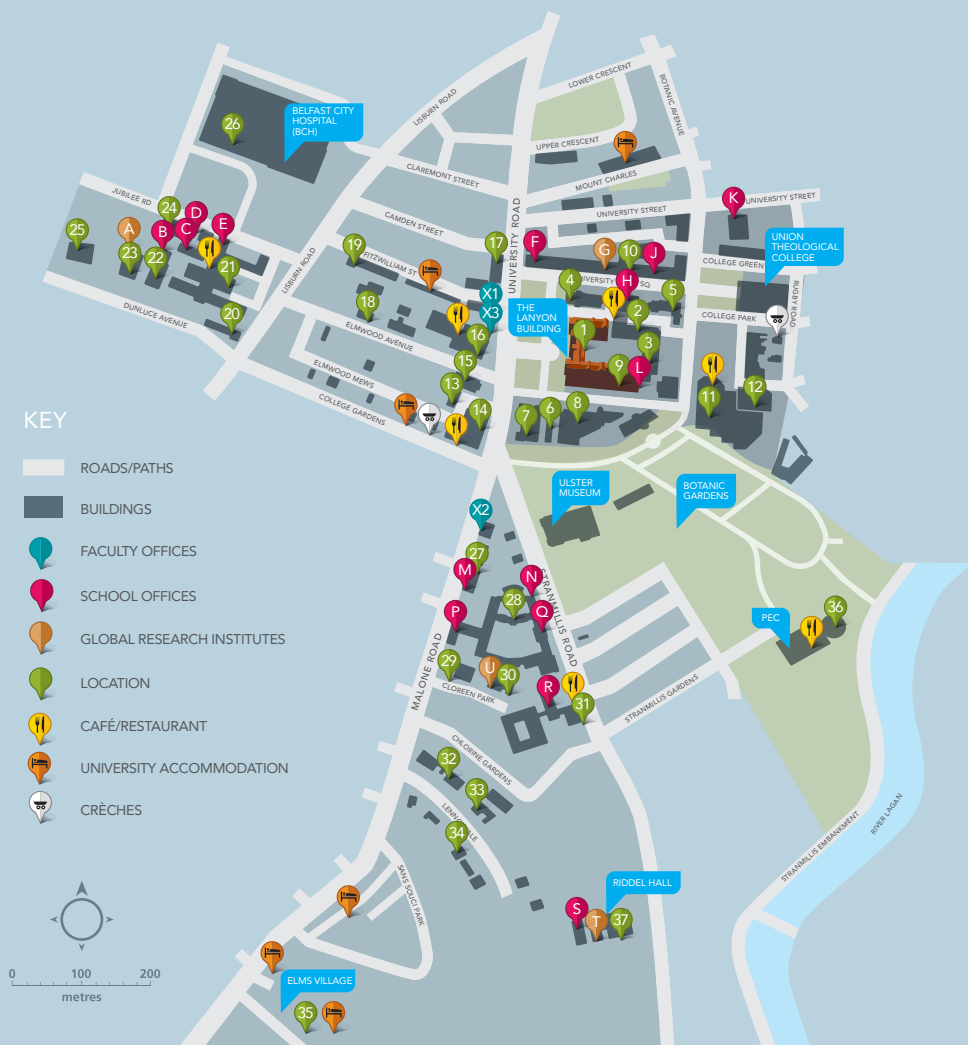 LOWER CRESCENT
BOTANIC AVENUE
LISBURN ROAD
BELFAST CITY
HOSPITAL
(BCH)
26
UPPER CRESCENT
CLAREMONT STREET
MOUNT CHARLES
JUBILEE RD
K
UNIVERSITY STREET
24
D
CAMDEN STREET
UNIVERSITY ROAD
UNIVERSITY STREET
25
A
B
C
E
19
17
F
G
10
J
UNION
THEOLOGICAL
COLLEGE
23
22
21
FITZWILLIAM ST
LISBURN ROAD
COLLEGE GREEN
4
H
5
RUGBY ROAD
X1
X3
18
20
THE
LANYON
BUILDING
2
COLLEGE PARK
DUNLUCE AVENUE
ELMWOOD AVENUE
16
1
3
15
9
L
ELMWOOD MEWS
13
11
12
COLLEGE GARDENS
14
7
6
8
KEY
ROADS/PATHS
BUILDINGS
FACULTY OFFICES
SCHOOL OFFICES
GLOBAL RESEARCH INSTITUTES
LOCATION
CAFÉ/RESTAURANT
UNIVERSITY ACCOMMODATION
CRÈCHES
ULSTER
MUSEUM
BOTANIC
GARDENS
X2
27
M
N
28
P
Q
STRANMILLIS ROAD
PEC
36
MALONE ROAD
29
U
30
R
CLOREEN PARK
31
STRANMILLIS GARDENS
CHLORINE GARDENS
32
33
34
RIVER LAGAN
STRANMILLIS EMBANKMENT
SANS SOUCI PARK
RIDDEL HALL
S
T
37
0 100 200
metres
ELMS VILLAGE
35